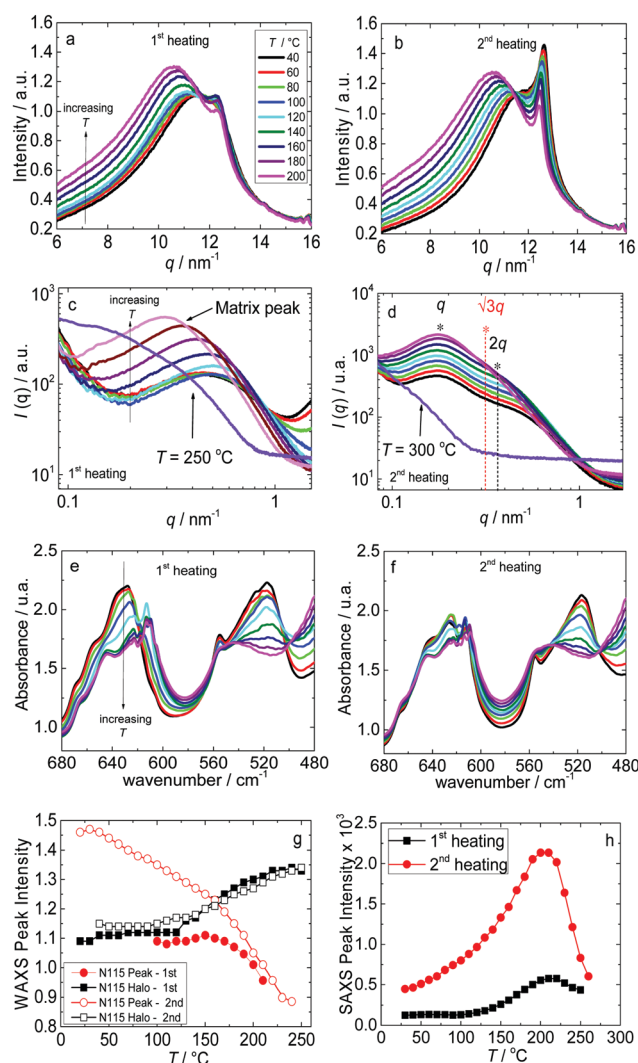 a
1st heating
T / °C
40
60
80
100
120
140
160
180
200
increasing
T
Intensity / a.u.
1.4
1.2
1.0
0.8
0.6
0.4
0.2
6 8 10 12 14 16
q / nm-1
b
2nd heating
Intensity / a.u.
1.4
1.2
1.0
0.8
0.6
0.4
0.2
6 8 10 12 14 16
q / nm-1
c
increasing
T
Matrix peak
T = 250 °C
1st heating
I (q) / a.u.
103
102
101
0.1 1
q / nm-1
d
q √3q
* *
2q
*
T = 300 °C
2nd heating
I (q) / u.a.
104
103
102
101
0.1 1
q / nm-1
e
1st heating
increasing
T
Absorbance / u.a.
2.5
2.0
1.5
1.0
680 640 600 560 520 480
wavenumber / cm-1
f
2nd heating
Absorbance / u.a.
2.5
2.0
1.5
1.0
680 640 600 560 520 480
wavenumber / cm-1
g
WAXS Peak Intensity
1.5
1.4
1.3
1.2
1.1
1.0
0.9
0.8
N115 Peak - 1st
N115 Halo - 1st
N115 Peak - 2nd
N115 Halo - 2nd
0 50 100 150 200 250
T / °C
h
1st heating
2nd heating
SAXS Peak Intensity x 103
2.5
2.0
1.5
1.0
0.5
0.0
0 50 100 150 200 250
T / °C